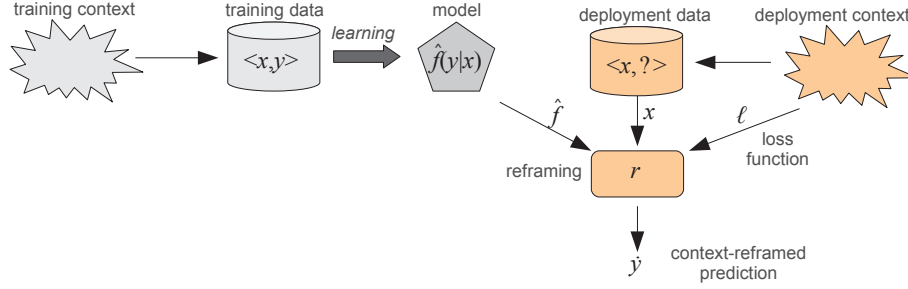 training context
training data
learning
model
deployment data
deployment context
<x,y>
f̂(y|x)
<x,?>
f̂
x
ℓ
loss
function
reframing
r
ẏ
context-reframed
prediction